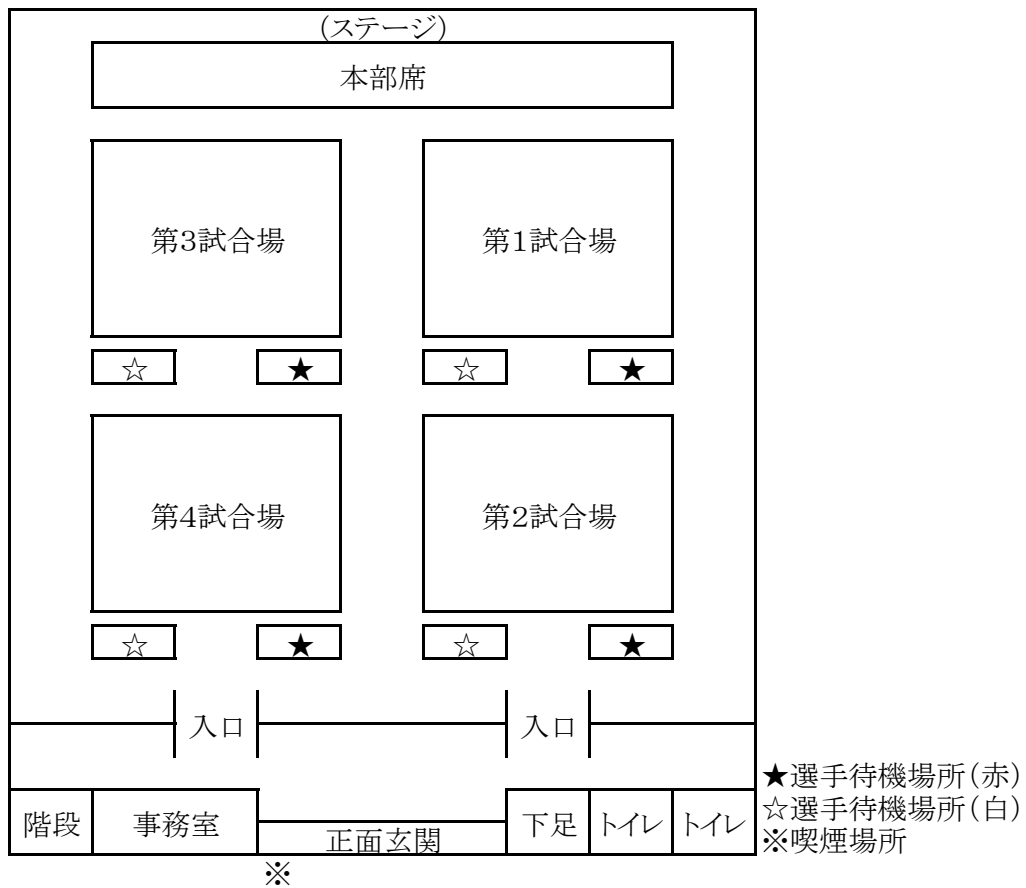 (ステージ)
本部席
第3試合場 第1試合場
☆ ★ ☆ ★
第4試合場 第2試合場
☆ ★ ☆ ★
入口 入口
★選手待機場所(赤)
☆選手待機場所(白)
※喫煙場所
階段 事務室 正面玄関 下足 トイレ トイレ
※